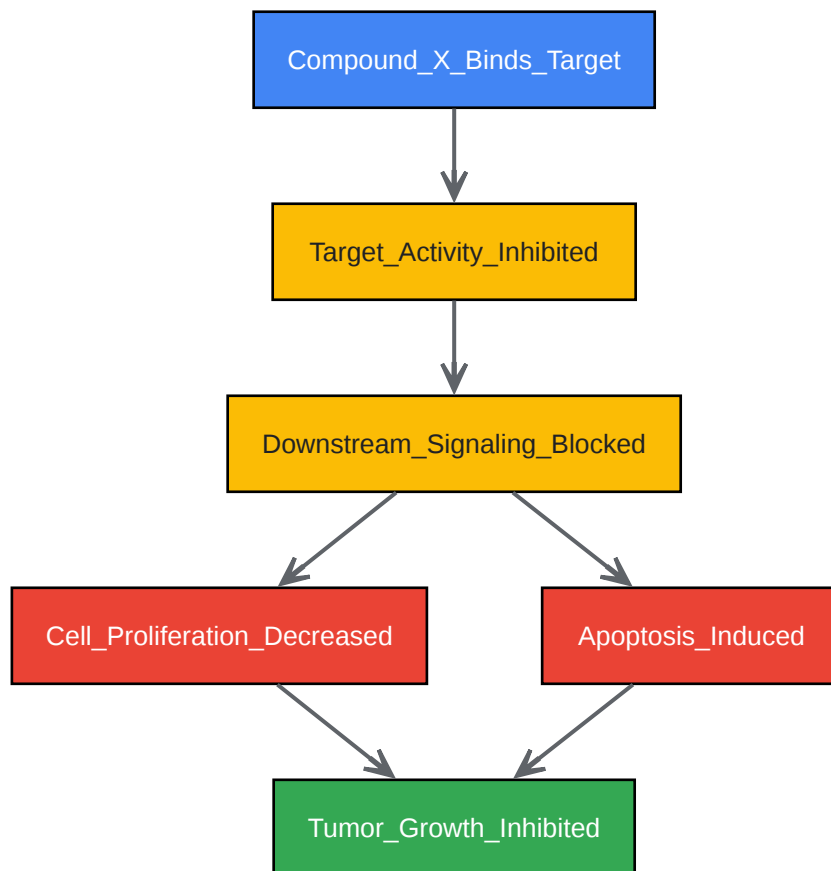 Compound_X_Binds_Target
Target_Activity_Inhibited
Downstream_Signaling_Blocked
Cell_Proliferation_Decreased
Apoptosis_Induced
Tumor_Growth_Inhibited